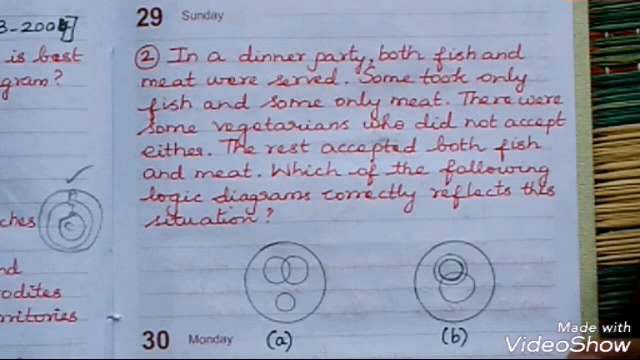 B-2004
is best
gram?
ches
nd
odites
rritories
29 Sunday
② In a dinner party, both fish and
meat were served. Some took only
fish and some only meat. There were
some vegetarians who did not accept
either. The rest accepted both fish
and meat. Which of the following
logic diagrams correctly reflects this
situation?
(a) (b)
30 Monday
Made with
VideoShow